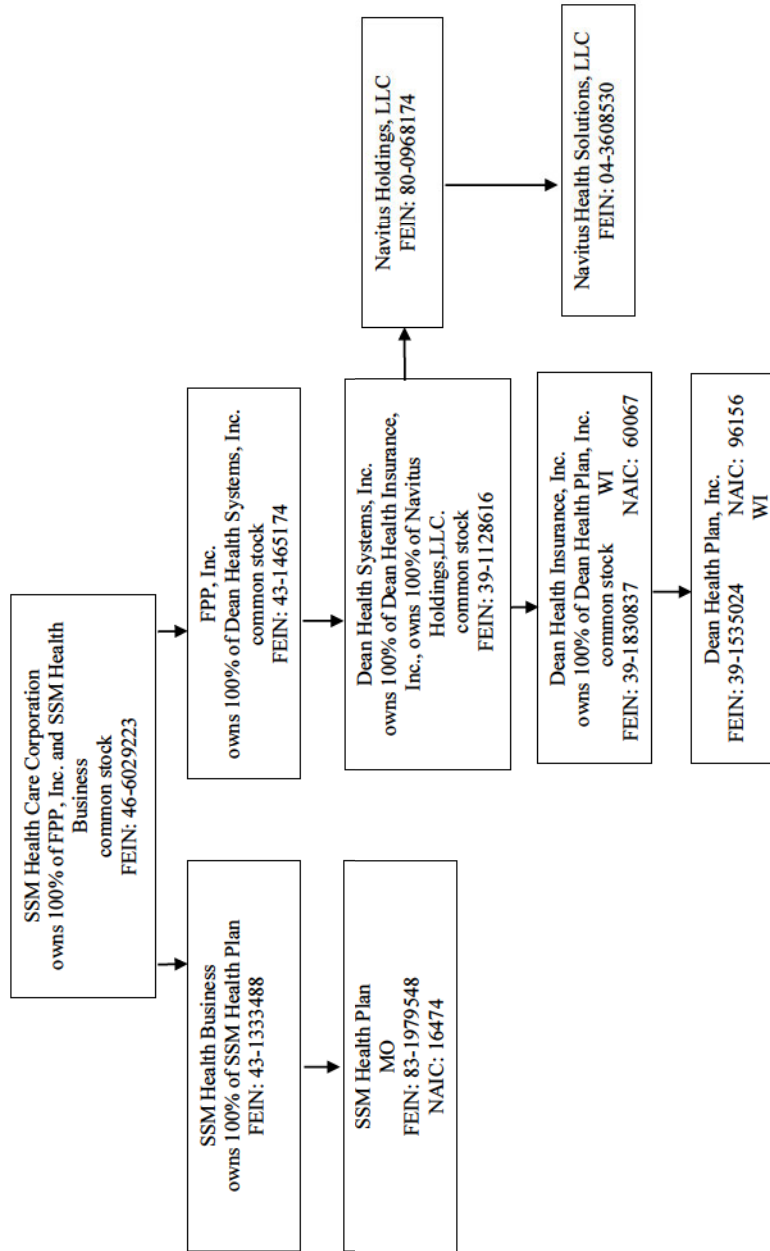 SSM Health Care Corporation
owns 100% of FPP, Inc. and SSM Health
Business
common stock
FEIN: 46-6029223
SSM Health Business
owns 100% of SSM Health Plan
FEIN: 43-1333488
FPP, Inc.
owns 100% of Dean Health Systems, Inc.
common stock
FEIN: 43-1465174
SSM Health Plan
MO
FEIN: 83-1979548
NAIC: 16474
Dean Health Systems, Inc.
owns 100% of Dean Health Insurance,
Inc., owns 100% of Navitus
Holdings,LLC.
common stock
FEIN: 39-1128616
Navitus Holdings, LLC
FEIN: 80-0968174
Dean Health Insurance, Inc.
owns 100% of Dean Health Plan, Inc.
common stock WI
FEIN: 39-1830837 NAIC: 60067
Navitus Health Solutions, LLC
FEIN: 04-3608530
Dean Health Plan, Inc.
FEIN: 39-1535024 NAIC: 96156
WI